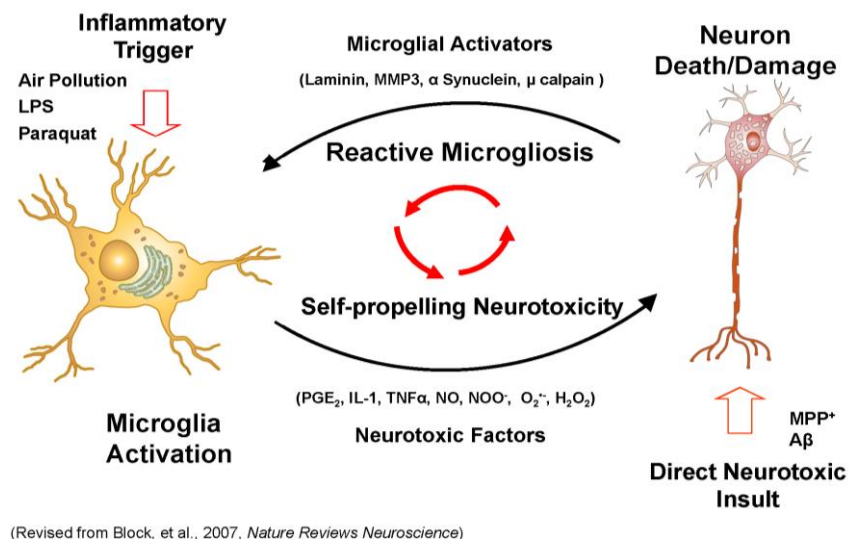 Inflammatory
Trigger
Air Pollution
LPS
Paraquat
Microglial Activators
(Laminin, MMP3, α Synuclein, μ calpain )
Neuron
Death/Damage
Reactive Microgliosis
Self-propelling Neurotoxicity
(PGE₂, IL-1, TNFα, NO, NOO⁻, O₂•⁻, H₂O₂)
Neurotoxic Factors
Microglia
Activation
MPP⁺
Aβ
Direct Neurotoxic
Insult
(Revised from Block, et al., 2007, Nature Reviews Neuroscience)